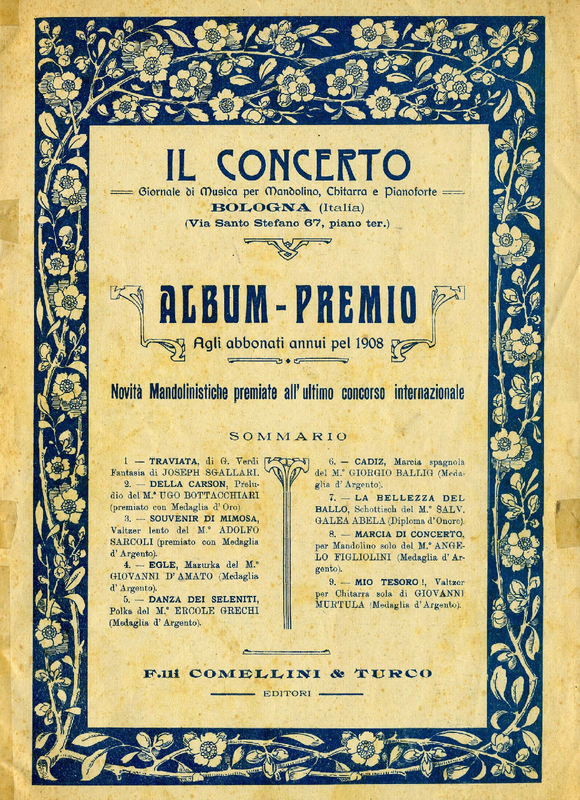 IL CONCERTO
Giornale di Musica per Mandolino, Chitarra e Pianoforte
BOLOGNA (Italia)
(Via Santo Stefano 67, piano ter.)
ALBUM - PREMIO
Agli abbonati annui pel 1908
Novità Mandolinistiche premiate all' ultimo concorso internazionale
SOMMARIO
1 — TRAVIATA, di G. Verdi
Fantasia di JOSEPH SGALLARI.
2. — DELLA CARSON, Prelu-
dio del M.º UGO BOTTACCHIARI
(premiato con Medaglia d' Oro)
3. — SOUVENIR DI MIMOSA,
Valtzer lento del M.º ADOLFO
SARCOLI (premiato con Medaglia
d' Argento).
4. — EGLE, Mazurka del M.º
GIOVANNI D' AMATO (Medaglia
d' Argento).
5. — DANZA DEI SELENITI,
Polka del M.º ERCOLE GRECHI
(Medaglia d' Argento).
6. — CADIZ, Marcia spagnola
del M.º GIORGIO BALLIG (Meda-
glia d' Argento).
7. — LA BELLEZZA DEL
BALLO, Schottisch del M.º SALV.
GALEA ABELA (Diploma d'Onore).
8. — MARCIA DI CONCERTO,
per Mandolino solo del M.º ANGE-
LO FIGLIOLINI (Medaglia d' Ar-
gento).
9. — MIO TESORO!, Valtzer
per Chitarra sola di GIOVANNI
MURTULA (Medaglia d' Argento).
F.lli COMELLINI & TURCO
EDITORI